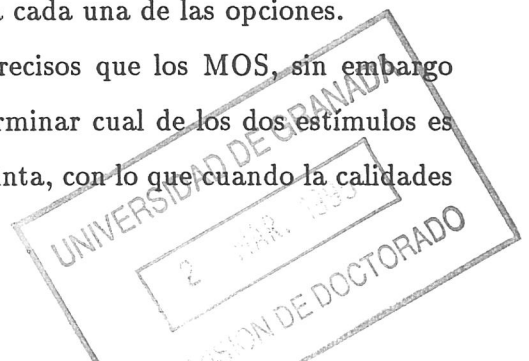 cada una de las opciones.
recisos que los MOS, sin embargo
rminar cual de los dos estímulos es
nta, con lo que cuando la calidades
UNIVERSIDAD DE GRANADA
2 MAR.
DE DOCTORADO